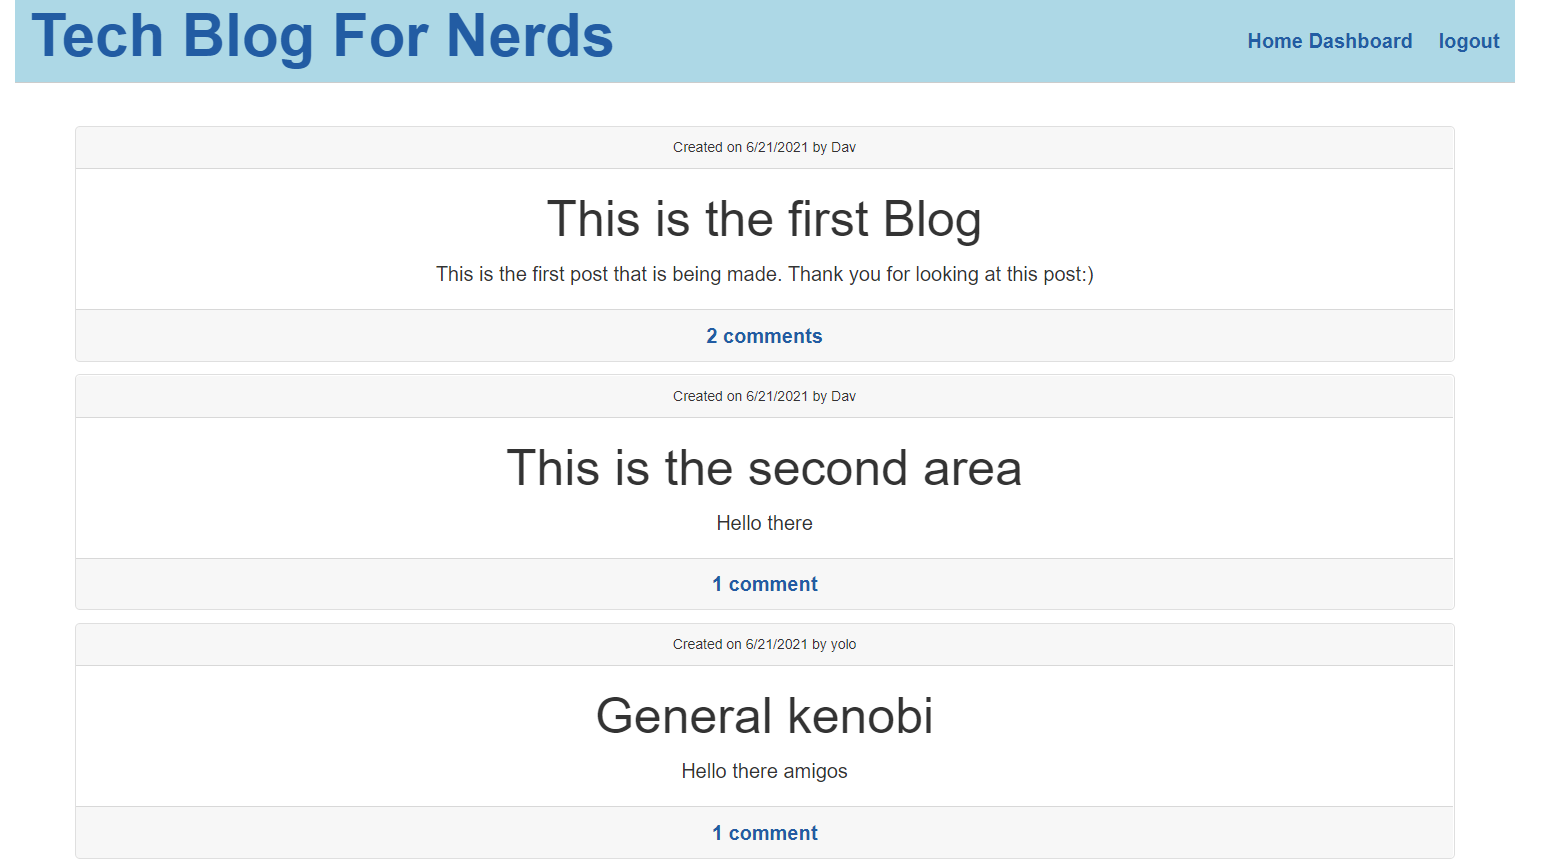 Tech Blog For Nerds
Home Dashboard logout
Created on 6/21/2021 by Dav
This is the first Blog
This is the first post that is being made. Thank you for looking at this post:)
2 comments
Created on 6/21/2021 by Dav
This is the second area
Hello there
1 comment
Created on 6/21/2021 by yolo
General kenobi
Hello there amigos
1 comment